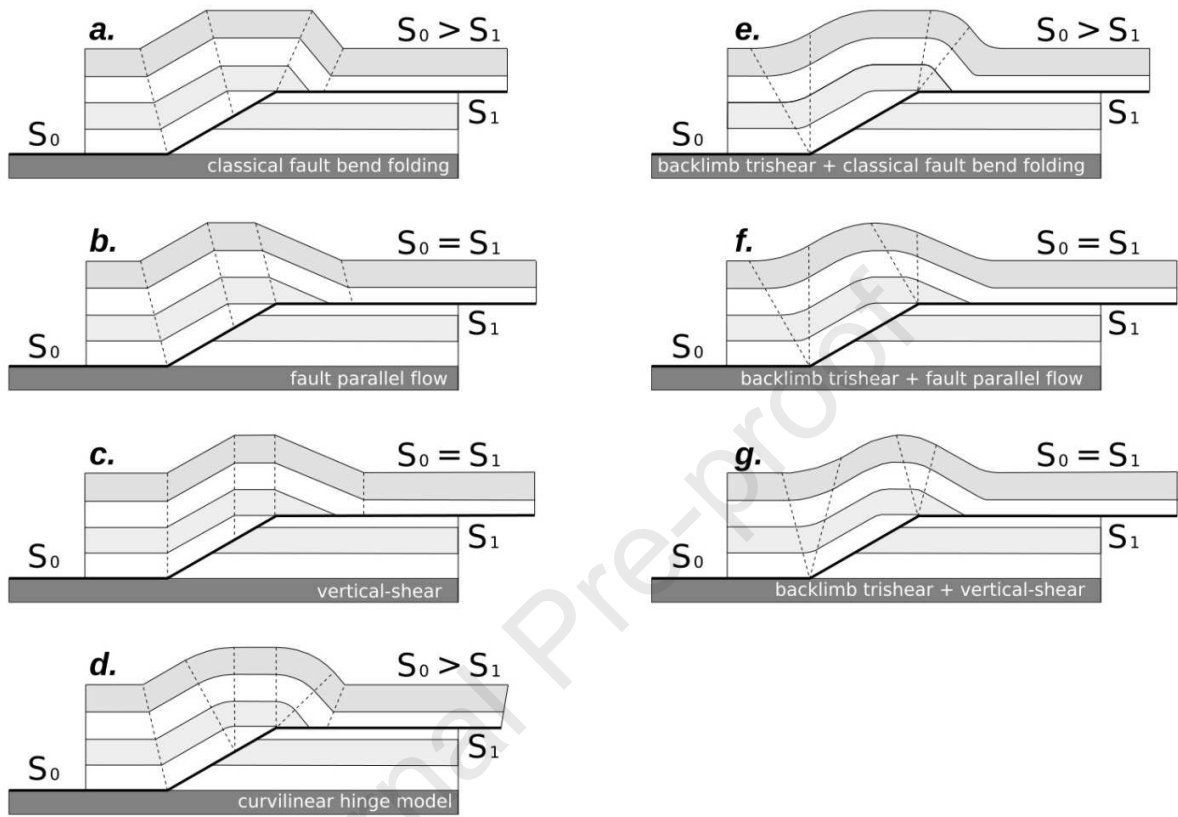 a.
S₀ > S₁
S₀
S₁
classical fault bend folding
e.
S₀ > S₁
S₀
S₁
backlimb trishear + classical fault bend folding
b.
S₀ = S₁
S₀
S₁
fault parallel flow
f.
S₀ = S₁
S₀
S₁
backlimb trishear + fault parallel flow
c.
S₀ = S₁
S₀
S₁
vertical-shear
g.
S₀ = S₁
S₀
S₁
backlimb trishear + vertical-shear
d.
S₀ > S₁
S₀
S₁
curvilinear hinge model
rnal Pre-proof